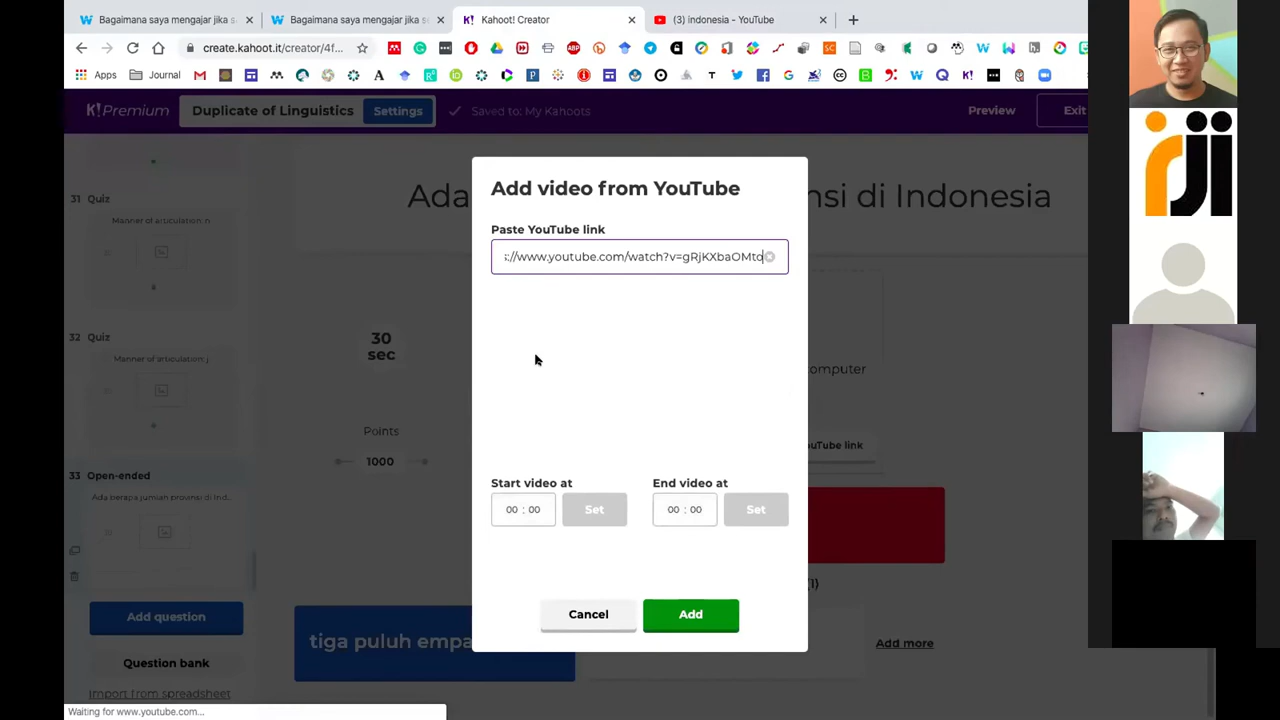 Bagaimana saya mengajar jika s
Bagaimana saya mengajar jika se
Kahoot! Creator
(3) indonesia - YouTube
create.kahoot.it/creator/4f...
Apps
Journal
K!Premium
Duplicate of Linguistics
Settings
Saved to: My Kahoots
Preview
Exit
31 Quiz
Manner of articulation: n
32 Quiz
Manner of articulation: j
33 Open-ended
Ada berapa jumlah provinsi di Ind...
Add question
Question bank
Import from spreadsheet
Waiting for www.youtube.com...
Ada
nsi di Indonesia
30
sec
Points
1000
computer
uTube link
(1)
tiga puluh empa
Add more
Add video from YouTube
Paste YouTube link
://www.youtube.com/watch?v=gRjKXbaOMtq
Start video at
End video at
00 : 00
Set
00 : 00
Set
Cancel
Add
rji